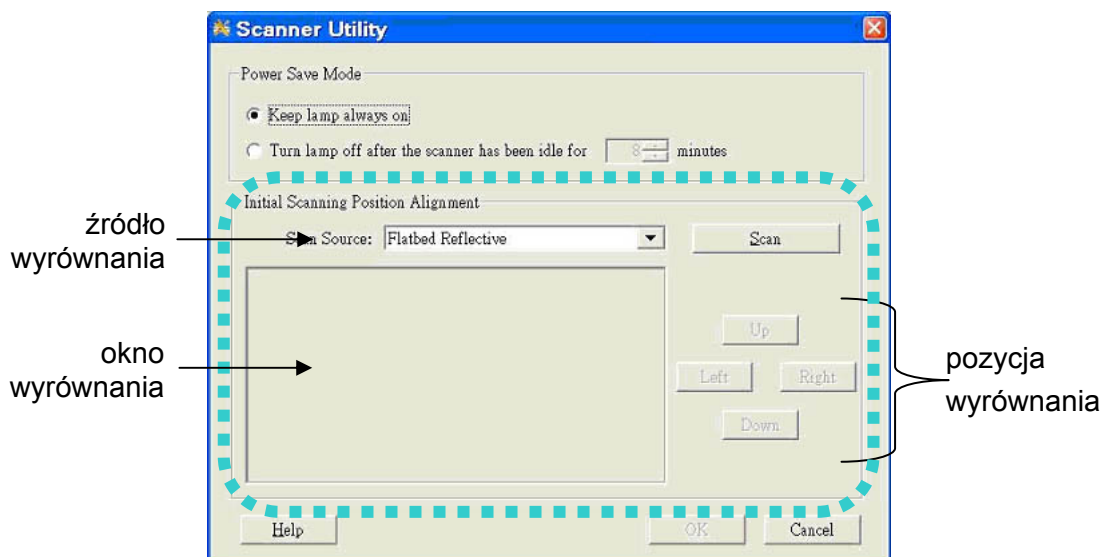 Scanner Utility
Power Save Mode
Keep lamp always on
Turn lamp off after the scanner has been idle for 8 minutes
Initial Scanning Position Alignment
źródło
wyrównania
Scan Source: Flatbed Reflective
Scan
okno
wyrównania
Up
Left Right
Down
pozycja
wyrównania
Help
OK
Cancel